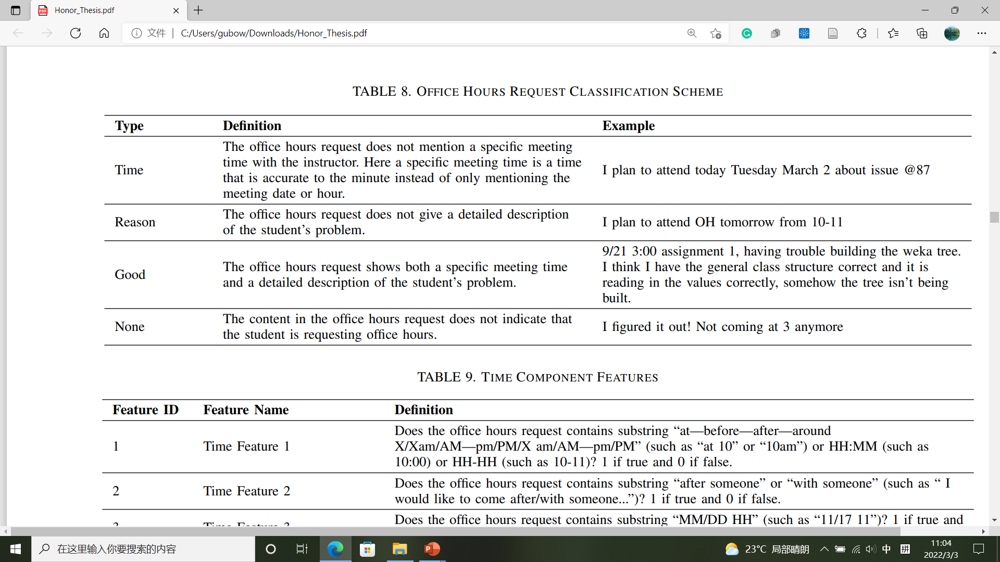 Honor_Thesis.pdf
文件 | C:/Users/gubow/Downloads/Honor_Thesis.pdf
TABLE 8. OFFICE HOURS REQUEST CLASSIFICATION SCHEME
Type Definition Example
Time
The office hours request does not mention a specific meeting
time with the instructor. Here a specific meeting time is a time
that is accurate to the minute instead of only mentioning the
meeting date or hour.
I plan to attend today Tuesday March 2 about issue @87
Reason
The office hours request does not give a detailed description
of the student’s problem.
I plan to attend OH tomorrow from 10-11
Good
The office hours request shows both a specific meeting time
and a detailed description of the student’s problem.
9/21 3:00 assignment 1, having trouble building the weka tree.
I think I have the general class structure correct and it is
reading in the values correctly, somehow the tree isn’t being
built.
None
The content in the office hours request does not indicate that
the student is requesting office hours.
I figured it out! Not coming at 3 anymore
TABLE 9. TIME COMPONENT FEATURES
Feature ID Feature Name Definition
1
Time Feature 1
Does the office hours request contains substring “at—before—after—around
X/Xam/AM—pm/PM/X am/AM—pm/PM” (such as “at 10” or “10am”) or HH:MM (such as
10:00) or HH-HH (such as 10-11)? 1 if true and 0 if false.
2
Time Feature 2
Does the office hours request contains substring “after someone” or “with someone” (such as “ I
would like to come after/with someone...”)? 1 if true and 0 if false.
3
Time Feature 3
Does the office hours request contains substring “MM/DD HH” (such as “11/17 11”)? 1 if true and
在这里输入你要搜索的内容
23°C 局部晴朗
中
拼
11:04
2022/3/3